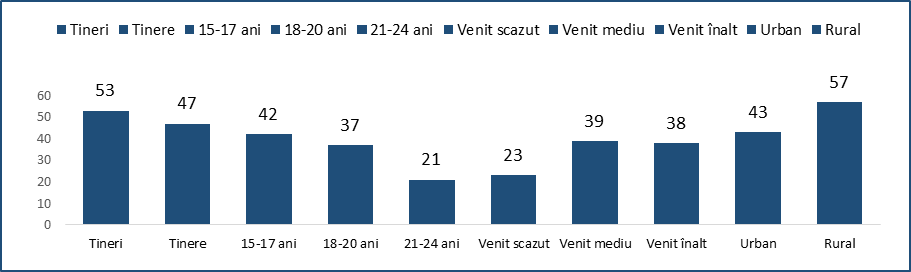 Tineri Tinere 15-17 ani 18-20 ani 21-24 ani Venit scazut Venit mediu Venit înalt Urban Rural
53 47 42 37 21 23 39 38 43 57
60
50
40
30
20
10
0
Tineri Tinere 15-17 ani 18-20 ani 21-24 ani Venit scazut Venit mediu Venit înalt Urban Rural